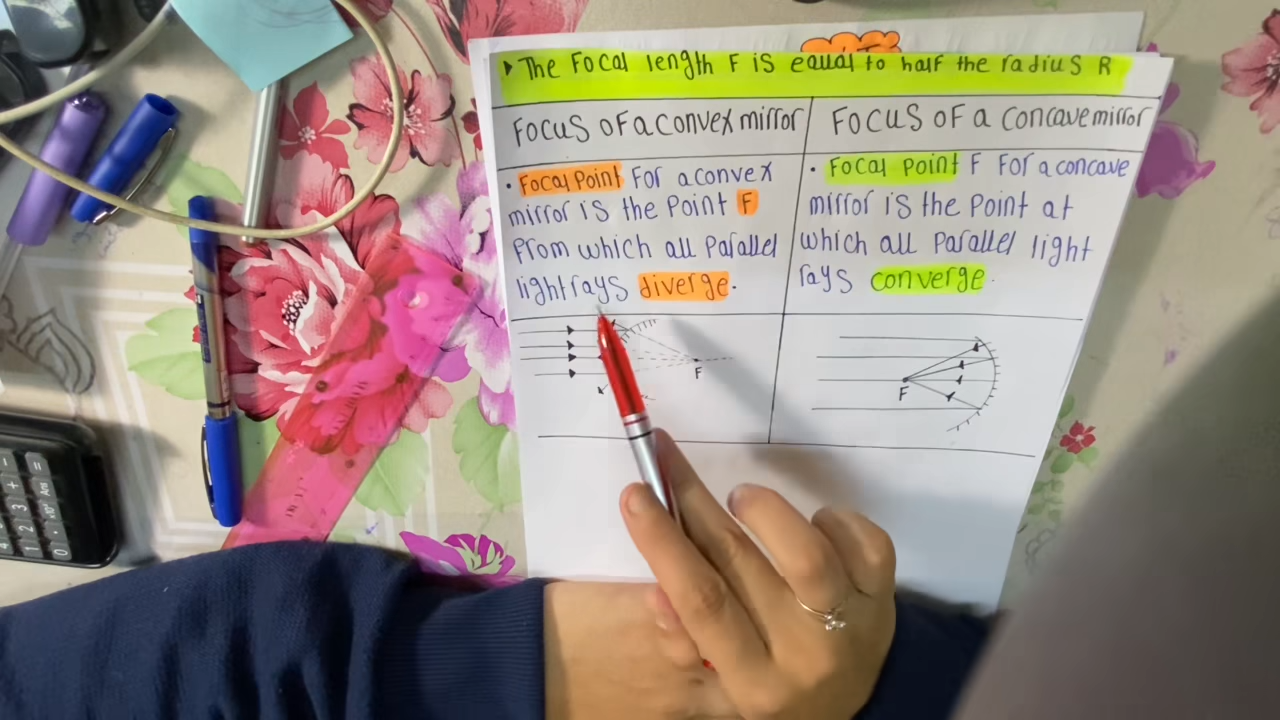 The Focal length F is equal to half the radius R
Focus of a convex mirror
Focus of a concave mirror
• Focal Point For a convex
mirror is the Point F
From which all Parallel
light rays diverge.
• Focal Point F For a concave
mirror is the Point at
which all Parallel light
rays converge.
F
F
- =
+ Ans